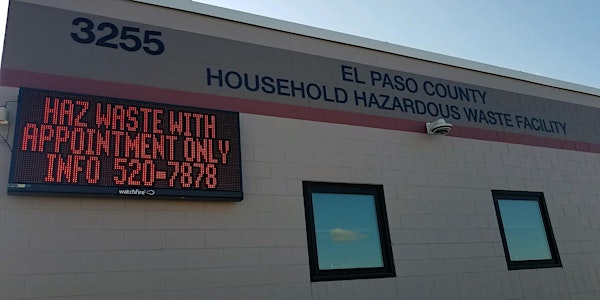 3255
EL PASO COUNTY
HOUSEHOLD HAZARDOUS WASTE FACILITY
HAZ WASTE WITH
APPOINTMENT ONLY
INFO 520-7878
watchfire